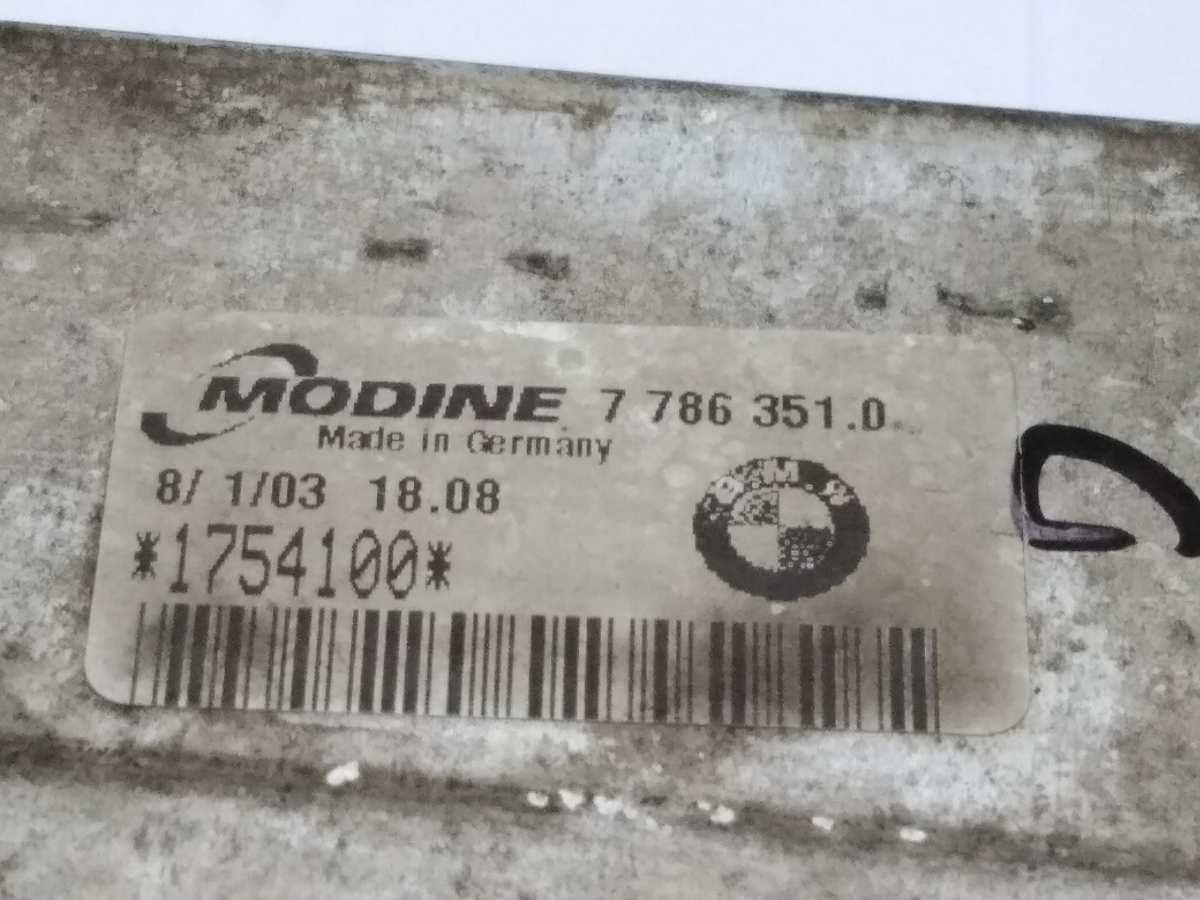 MODINE 7 786 351.0
Made in Germany
8/ 1/03 18.08
*1754100*